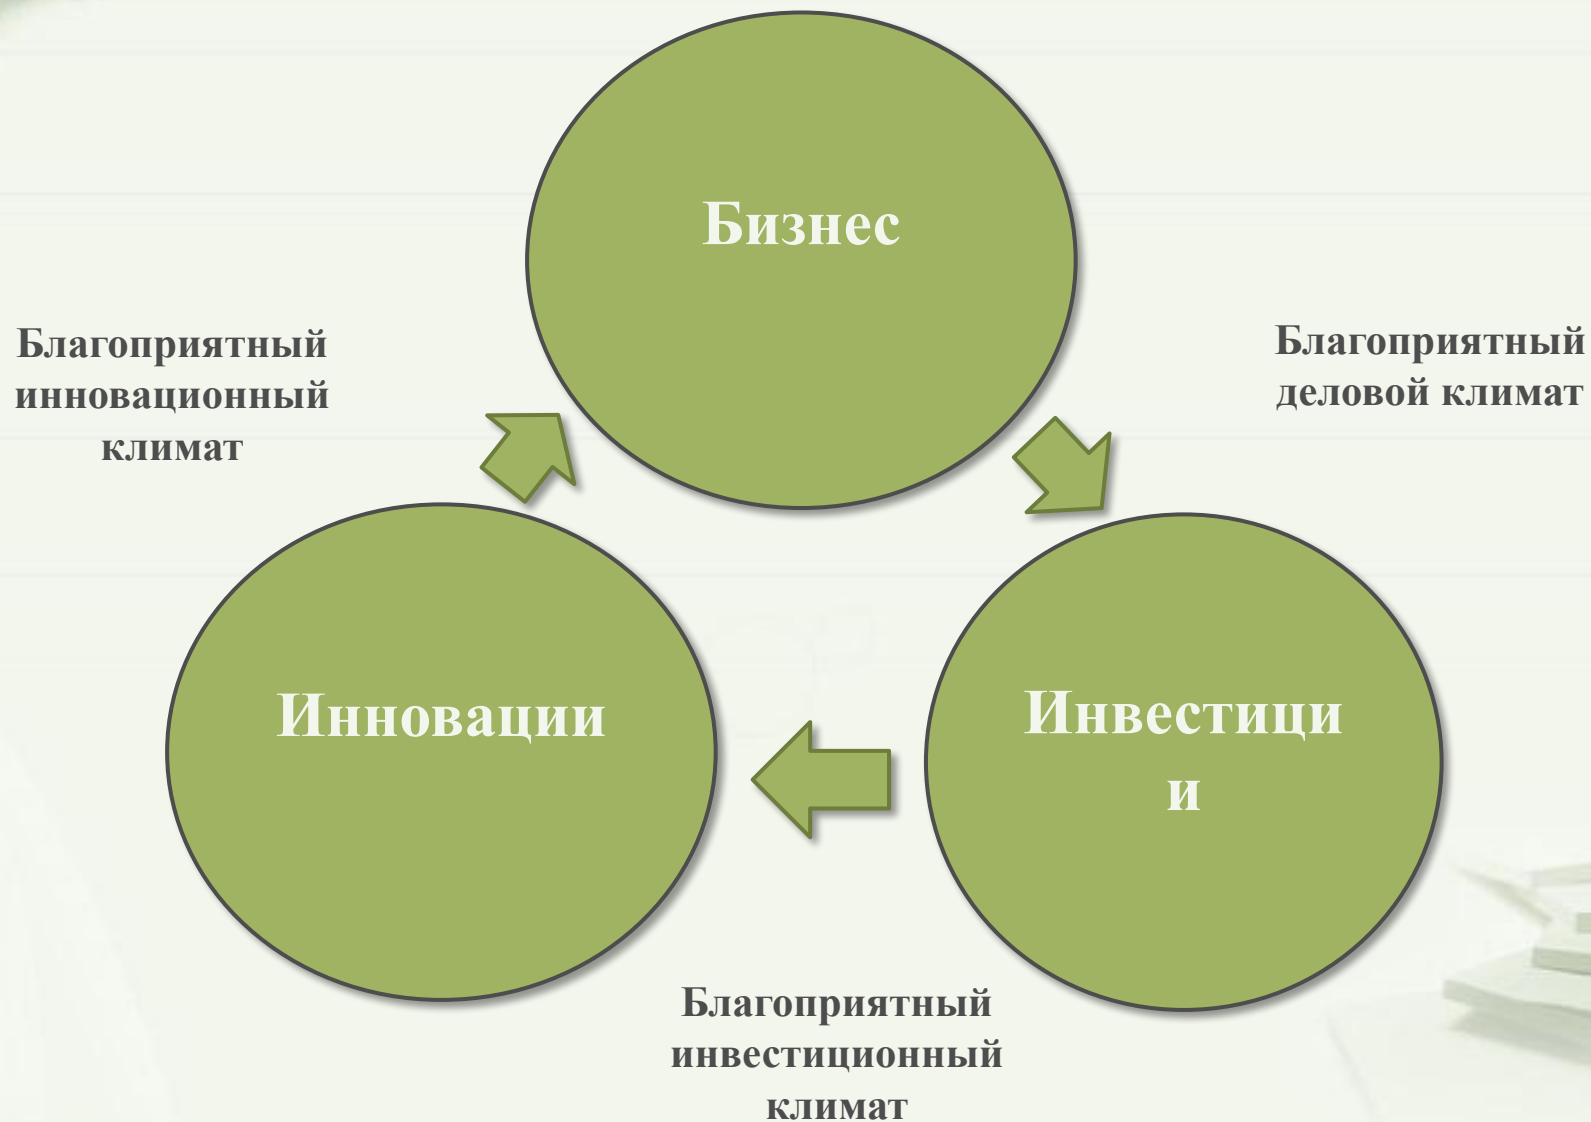 Бизнес
Благоприятный
инновационный
климат
Благоприятный
деловой климат
Инновации
Инвестици
и
Благоприятный
инвестиционный
климат